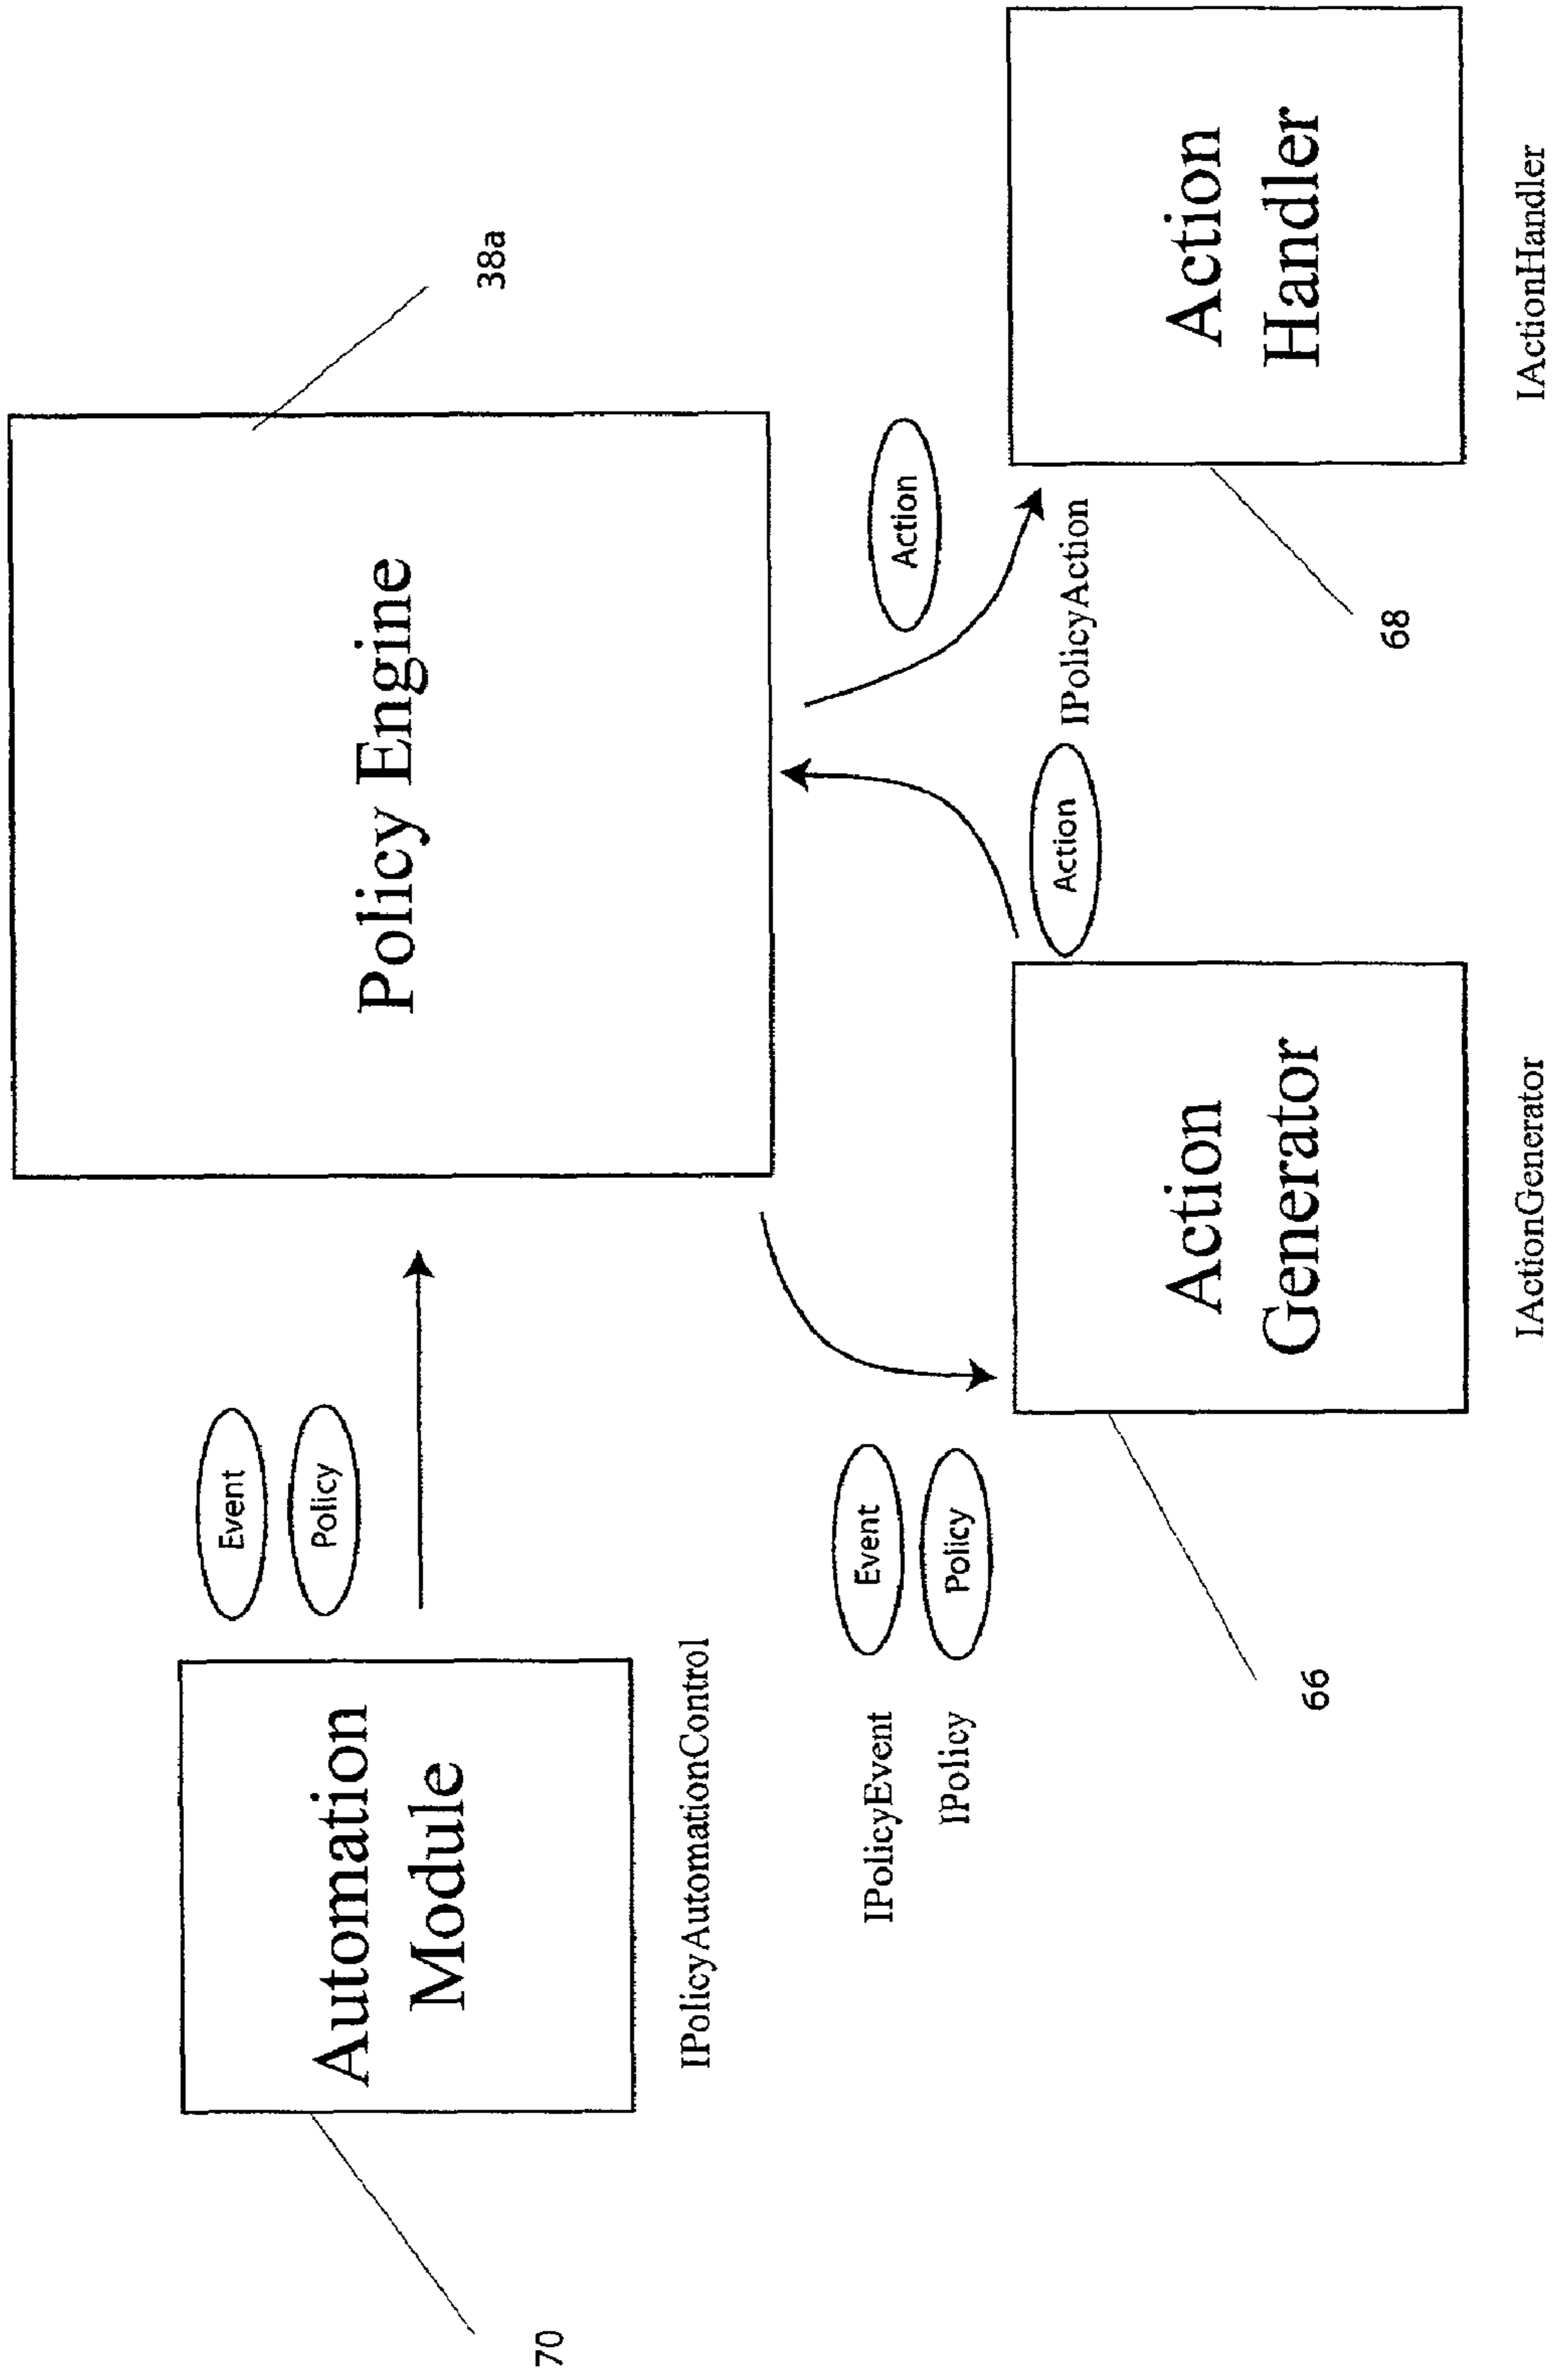 Policy Engine
38a
Event
Policy
Automation
Module
IPolicyAutomationControl
70
Event
Policy
IPolicyEvent
IPolicy
Action
Action
IPolicyAction
Action
Generator
IActionGenerator
66
Action
Handler
IActionHandler
68